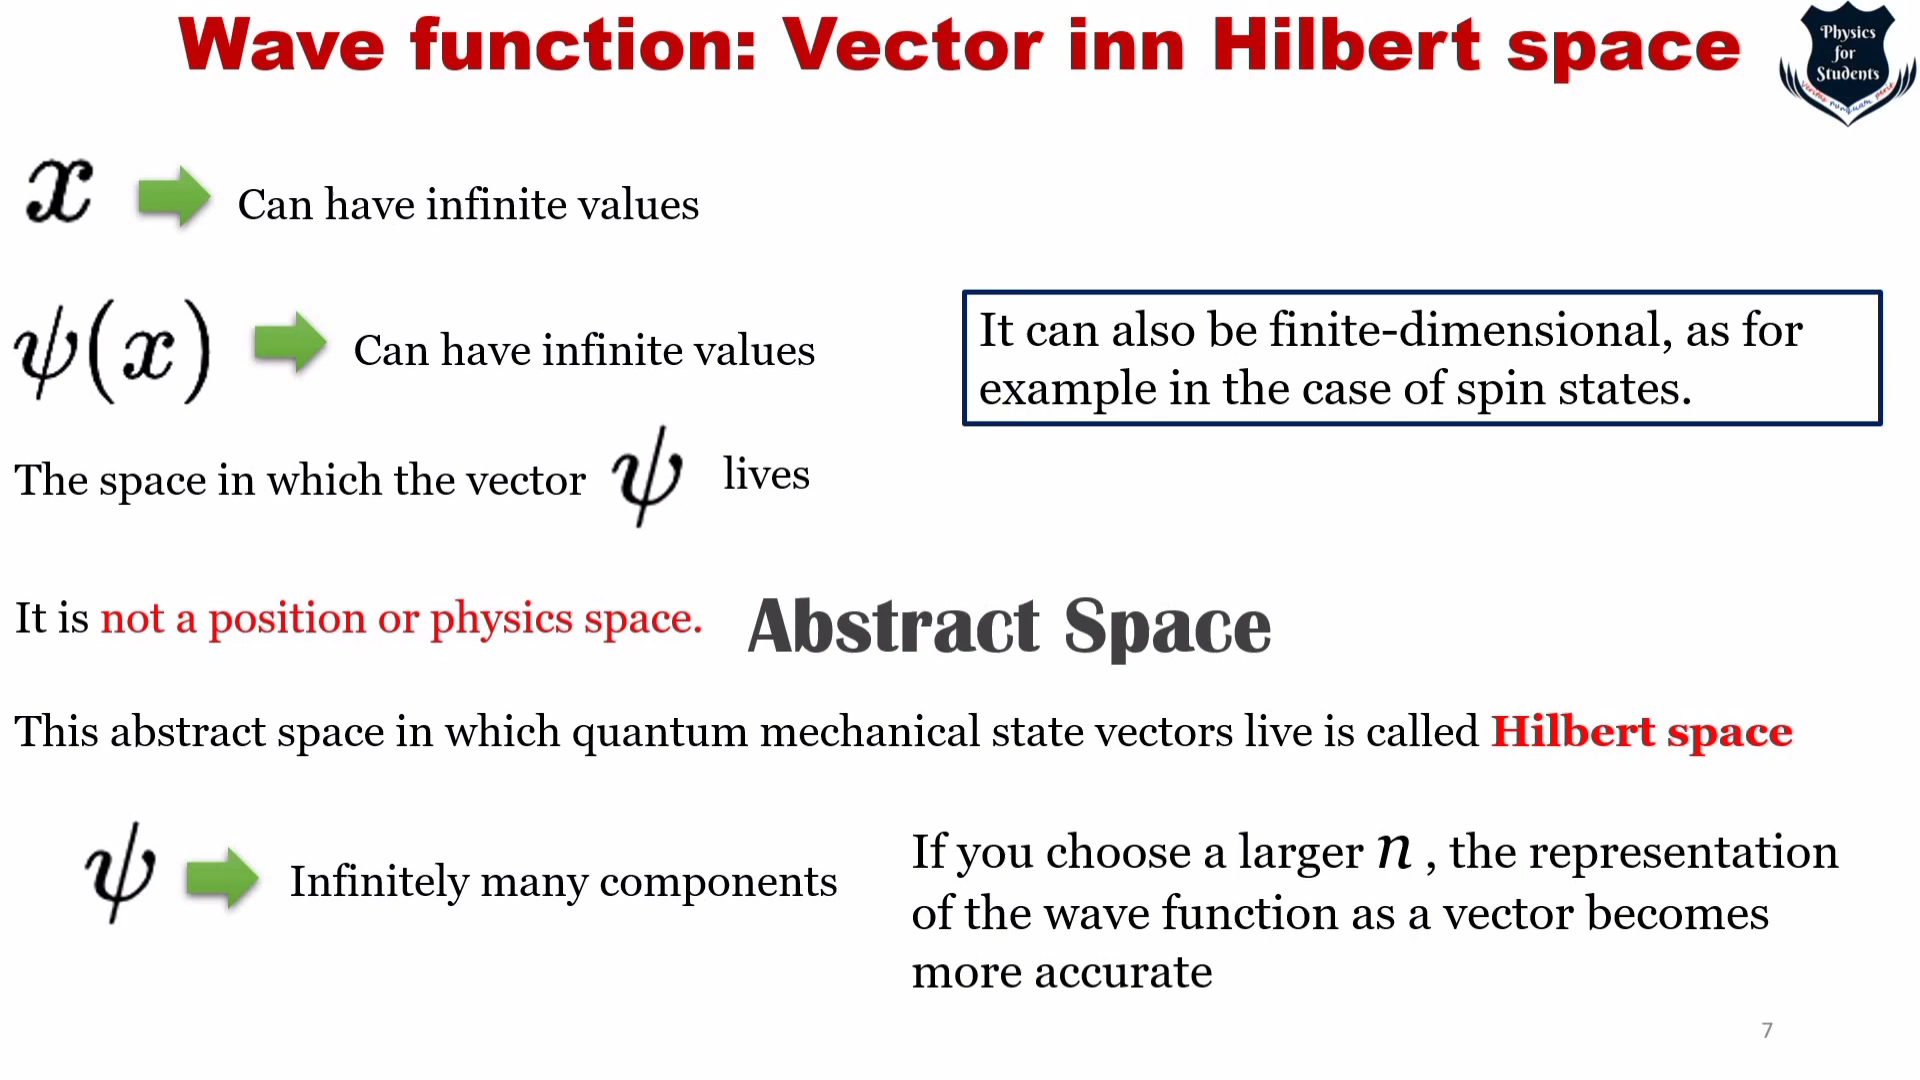 Wave function: Vector inn Hilbert space
Physics
for
Students
x Can have infinite values
ψ(x) Can have infinite values
It can also be finite-dimensional, as for
example in the case of spin states.
The space in which the vector ψ lives
It is not a position or physics space. Abstract Space
This abstract space in which quantum mechanical state vectors live is called Hilbert space
ψ Infinitely many components
If you choose a larger n , the representation
of the wave function as a vector becomes
more accurate
7